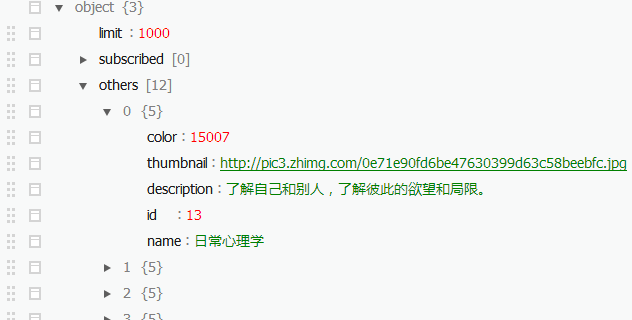 object {3}
limit : 1000
subscribed [0]
others [12]
0 {5}
color : 15007
thumbnail : http://pic3.zhimg.com/0e71e90fd6be47630399d63c58beebfc.jpg
description : 了解自己和别人，了解彼此的欲望和局限。
id : 13
name : 日常心理学
1 {5}
2 {5}
3 {5}